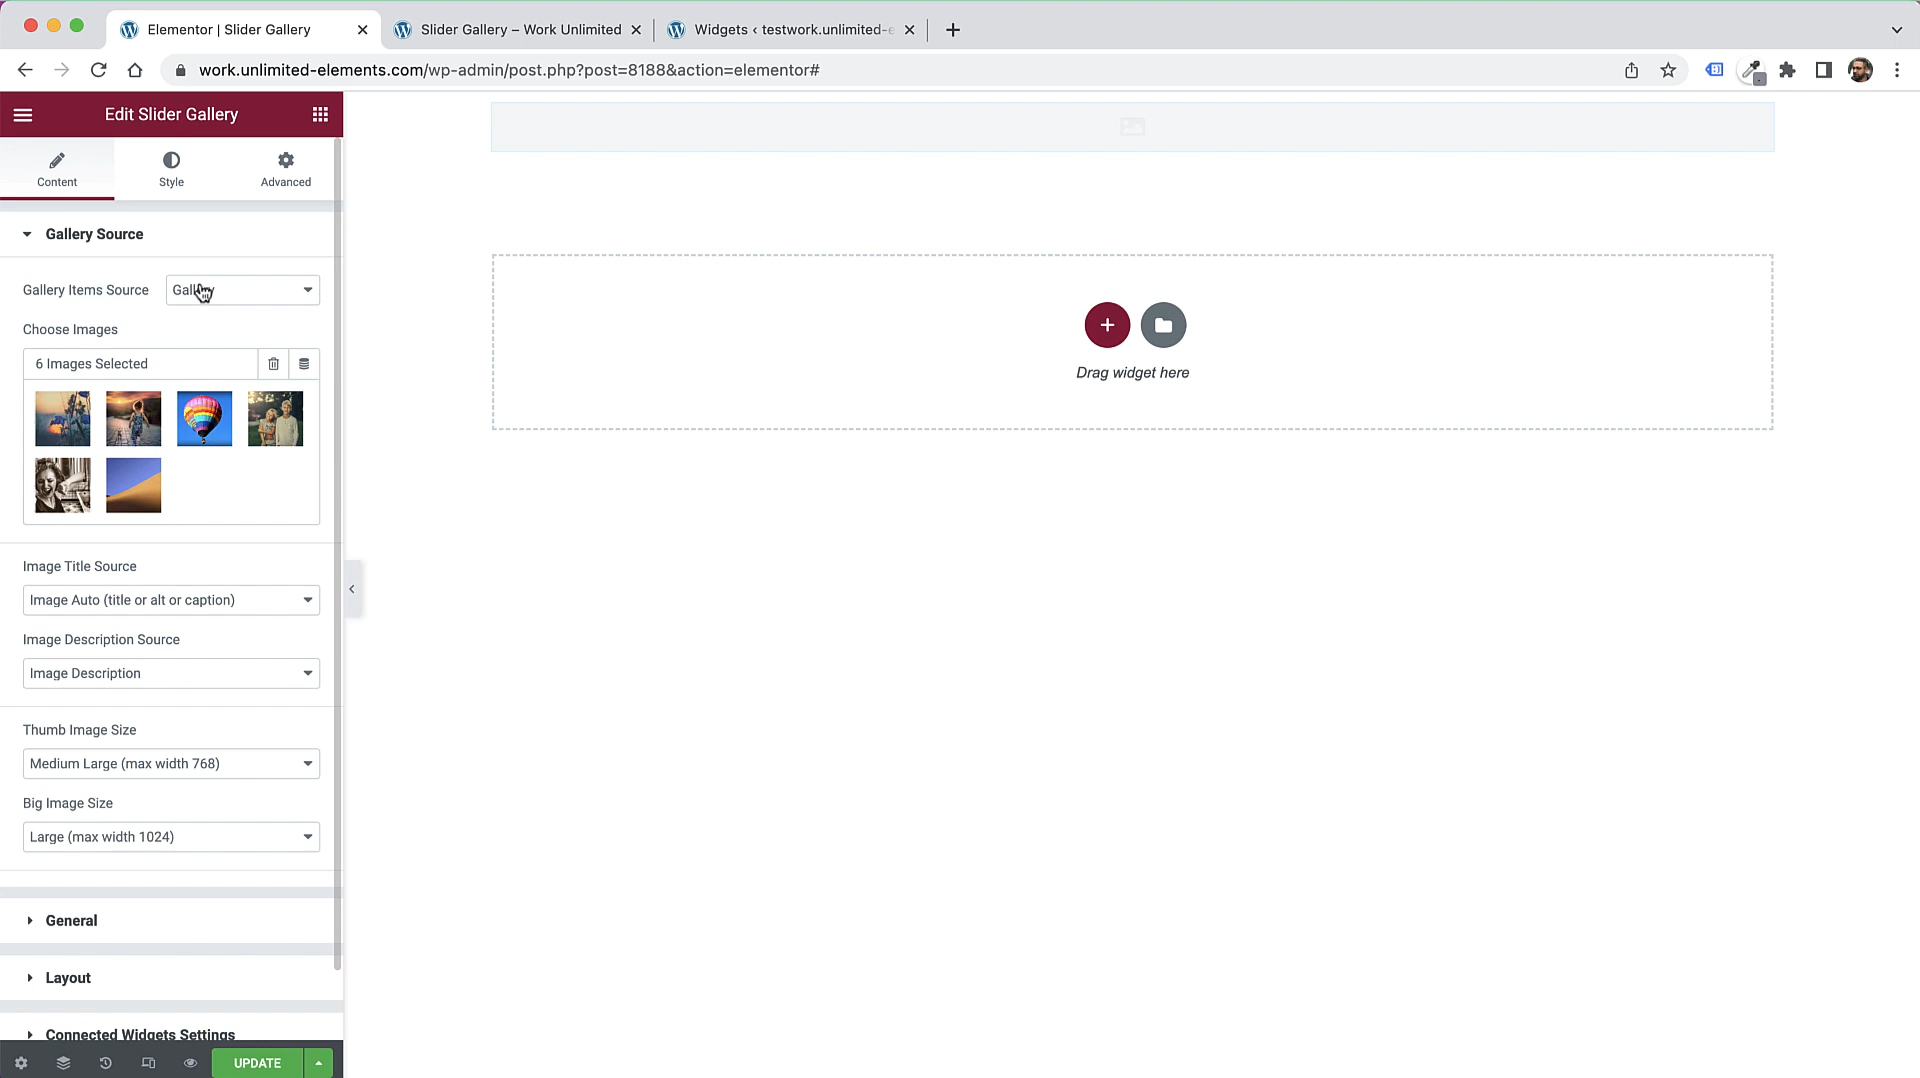 Elementor | Slider Gallery
Slider Gallery – Work Unlimited
Widgets ‹ testwork.unlimited-e
work.unlimited-elements.com/wp-admin/post.php?post=8188&action=elementor#
Edit Slider Gallery
Content
Style
Advanced
Gallery Source
Gallery Items Source
Gallery
Choose Images
6 Images Selected
Image Title Source
Image Auto (title or alt or caption)
Image Description Source
Image Description
Thumb Image Size
Medium Large (max width 768)
Big Image Size
Large (max width 1024)
General
Layout
Connected Widgets Settings
UPDATE
Drag widget here